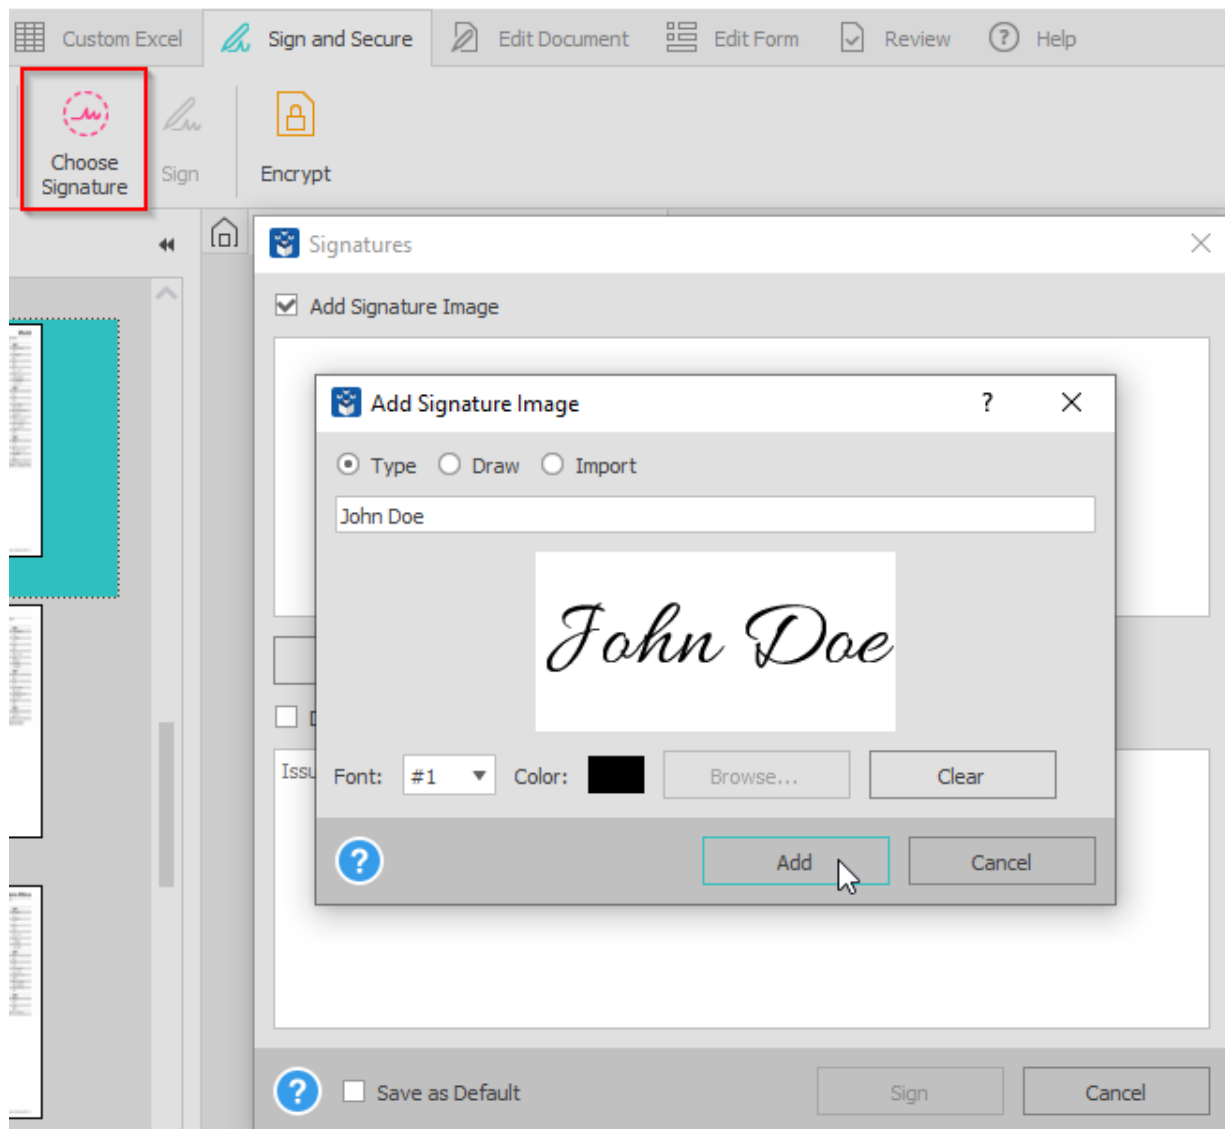 Custom Excel Sign and Secure Edit Document Edit Form Review ? Help
Choose
Signature
Sign
Encrypt
Signatures
Add Signature Image
Add Signature Image ?
Type Draw Import
John Doe
John Doe
Issu
Font: #1 Color: Browse... Clear
? Add Cancel
? Save as Default Sign Cancel